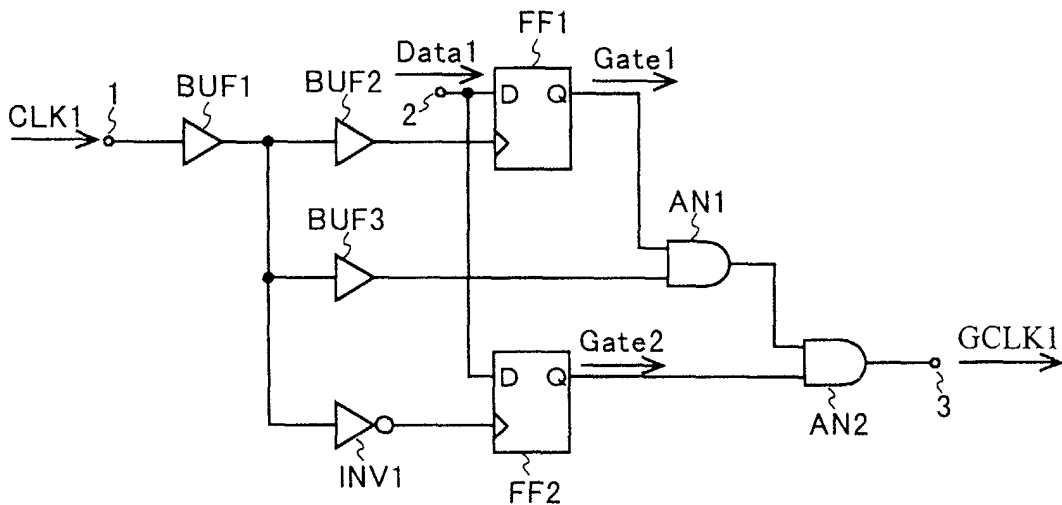 FF1
Data1
Gate1
BUF1
BUF2
1
CLK1
2
D
Q
AN1
BUF3
Gate2
GCLK1
D
Q
3
AN2
INV1
FF2